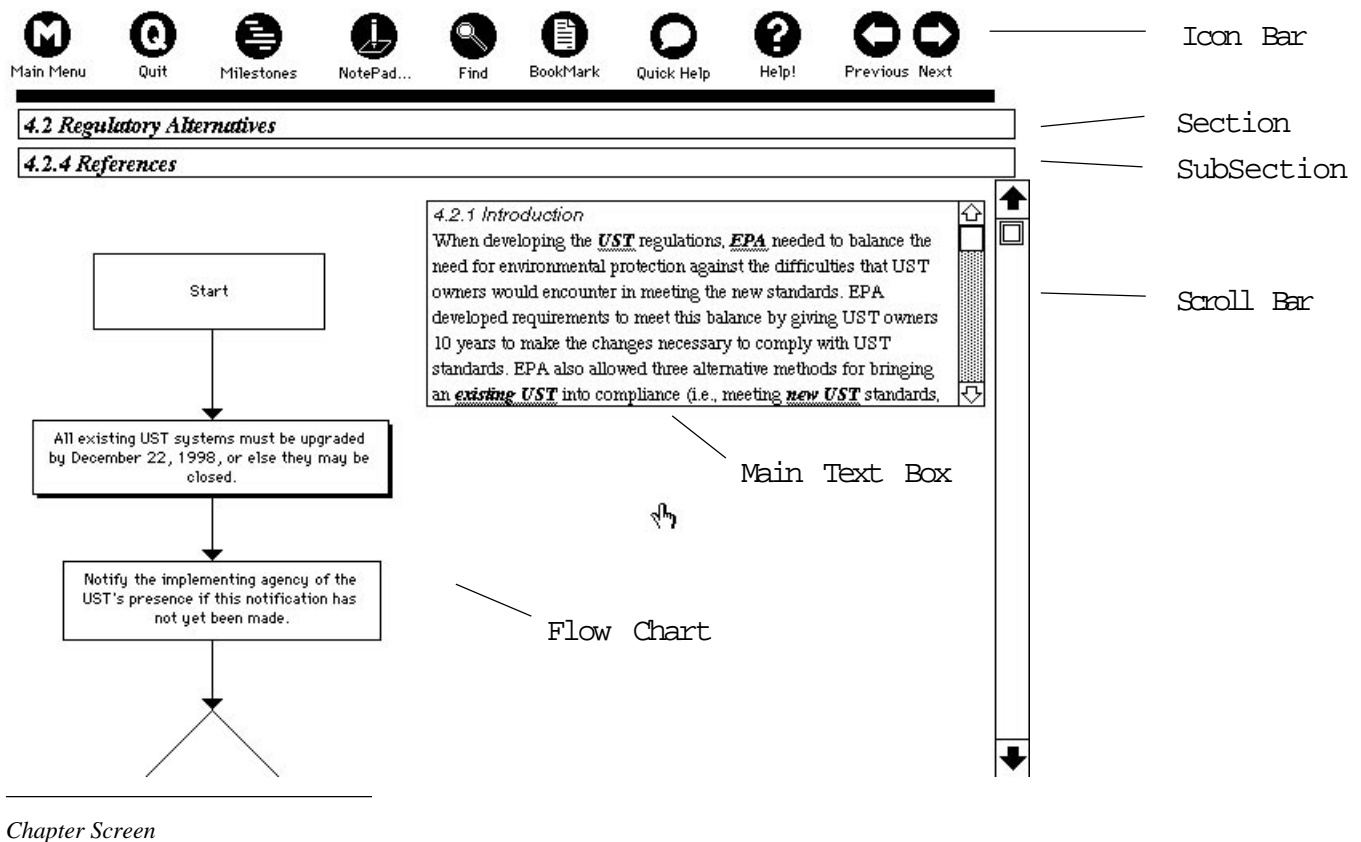 Main Menu Quit Milestones NotePad... Find BookMark Quick Help Help! Previous Next
Icon Bar
4.2 Regulatory Alternatives
Section
4.2.4 References
SubSection
4.2.1 Introduction
When developing the UST regulations, EPA needed to balance the
need for environmental protection against the difficulties that UST
owners would encounter in meeting the new standards. EPA
developed requirements to meet this balance by giving UST owners
10 years to make the changes necessary to comply with UST
standards. EPA also allowed three alternative methods for bringing
an existing UST into compliance (i.e., meeting new UST standards,
Scroll Bar
Main Text Box
Start
All existing UST systems must be upgraded
by December 22, 1998, or else they may be
closed.
Notify the implementing agency of the
UST's presence if this notification has
not yet been made.
Flow Chart
Chapter Screen